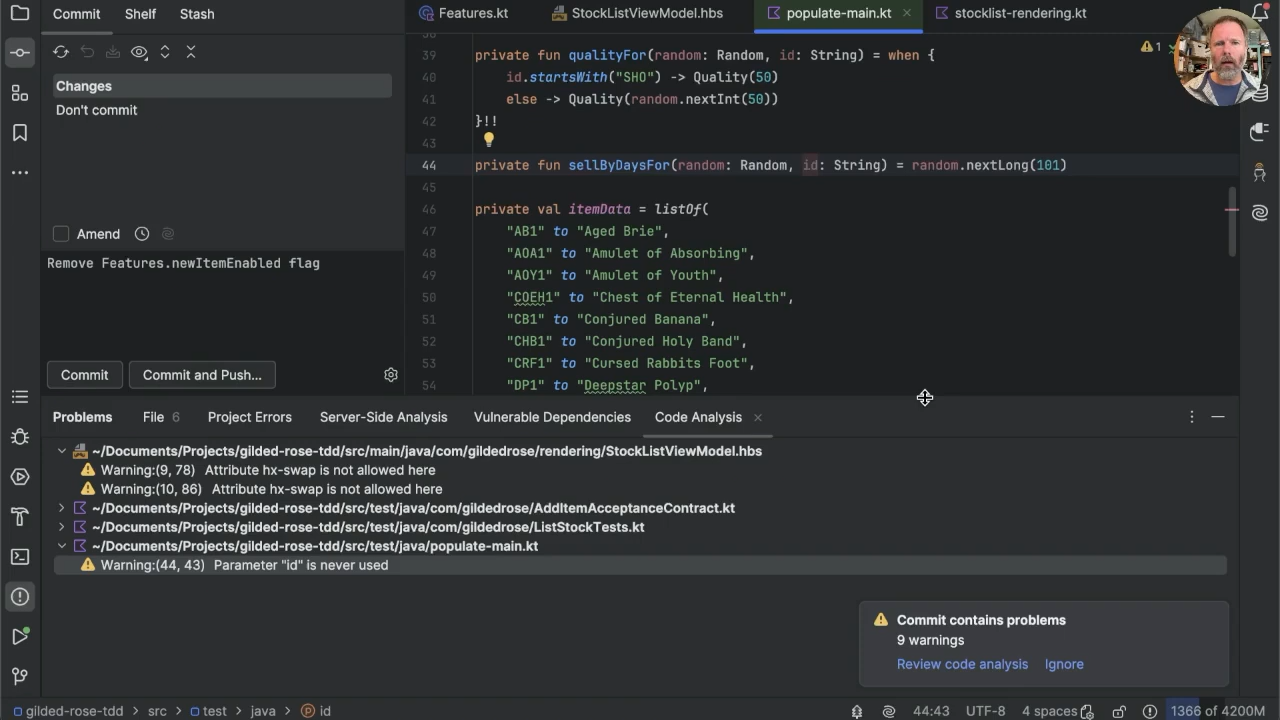 Commit Shelf Stash
Features.kt StockListViewModel.hbs populate-main.kt stocklist-rendering.kt
Changes
Don't commit
Amend
Remove Features.newItemEnabled flag
Commit Commit and Push...
39 private fun qualityFor(random: Random, id: String) = when {
40 id.startsWith("SHO") -> Quality(50)
41 else -> Quality(random.nextInt(50))
42 }!!
43
44 private fun sellByDaysFor(random: Random, id: String) = random.nextLong(101)
45
46 private val itemData = listOf(
47 "AB1" to "Aged Brie",
48 "AOA1" to "Amulet of Absorbing",
49 "AOY1" to "Amulet of Youth",
50 "COEH1" to "Chest of Eternal Health",
51 "CB1" to "Conjured Banana",
52 "CHB1" to "Conjured Holy Band",
53 "CRF1" to "Cursed Rabbits Foot",
54 "DP1" to "Deepstar Polyp",
1
Problems File 6 Project Errors Server-Side Analysis Vulnerable Dependencies Code Analysis
~/Documents/Projects/gilded-rose-tdd/src/main/java/com/gildedrose/rendering/StockListViewModel.hbs
Warning:(9, 78) Attribute hx-swap is not allowed here
Warning:(10, 86) Attribute hx-swap is not allowed here
~/Documents/Projects/gilded-rose-tdd/src/test/java/com/gildedrose/AddItemAcceptanceContract.kt
~/Documents/Projects/gilded-rose-tdd/src/test/java/com/gildedrose/ListStockTests.kt
~/Documents/Projects/gilded-rose-tdd/src/test/java/populate-main.kt
Warning:(44, 43) Parameter "id" is never used
Commit contains problems
9 warnings
Review code analysis Ignore
gilded-rose-tdd src test java id 44:43 UTF-8 4 spaces 1366 of 4200M